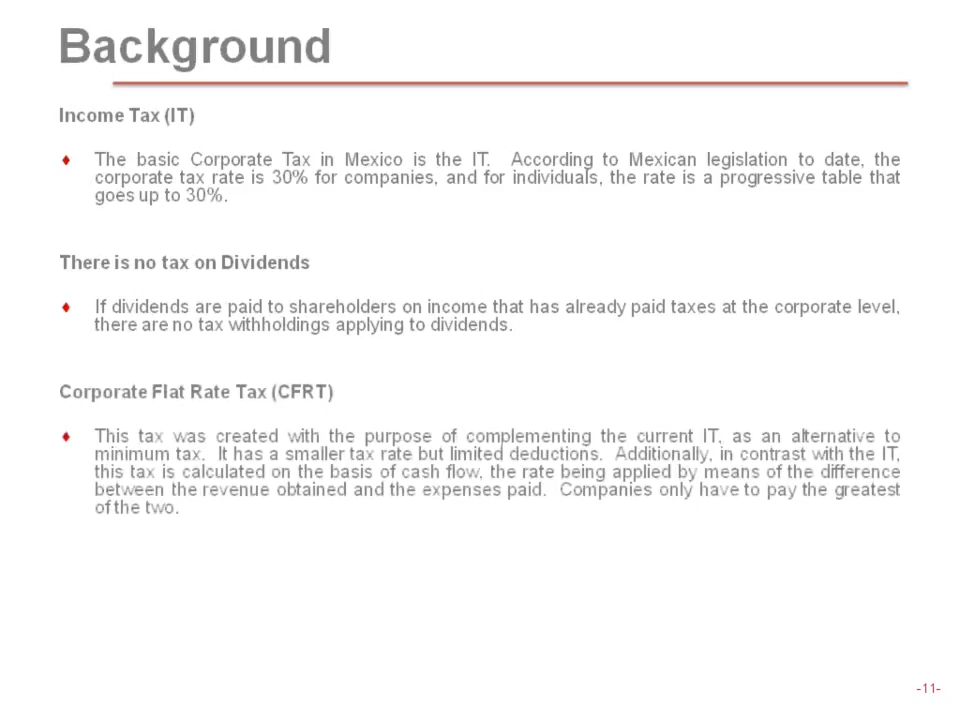 Background
Income Tax (IT)
The basic Corporate Tax in Mexico is the IT. According to Mexican legislation to date, the
corporate tax rate is 30% for companies, and for individuals, the rate is a progressive table that
goes up to 30%.
There is no tax on Dividends
If dividends are paid to shareholders on income that has already paid taxes at the corporate level,
there are no tax withholdings applying to dividends.
Corporate Flat Rate Tax (CFRT)
This tax was created with the purpose of complementing the current IT, as an alternative to
minimum tax. It has a smaller tax rate but limited deductions. Additionally, in contrast with the IT,
this tax is calculated on the basis of cash flow, the rate being applied by means of the difference
between the revenue obtained and the expenses paid. Companies only have to pay the greatest
of the two.
-11-